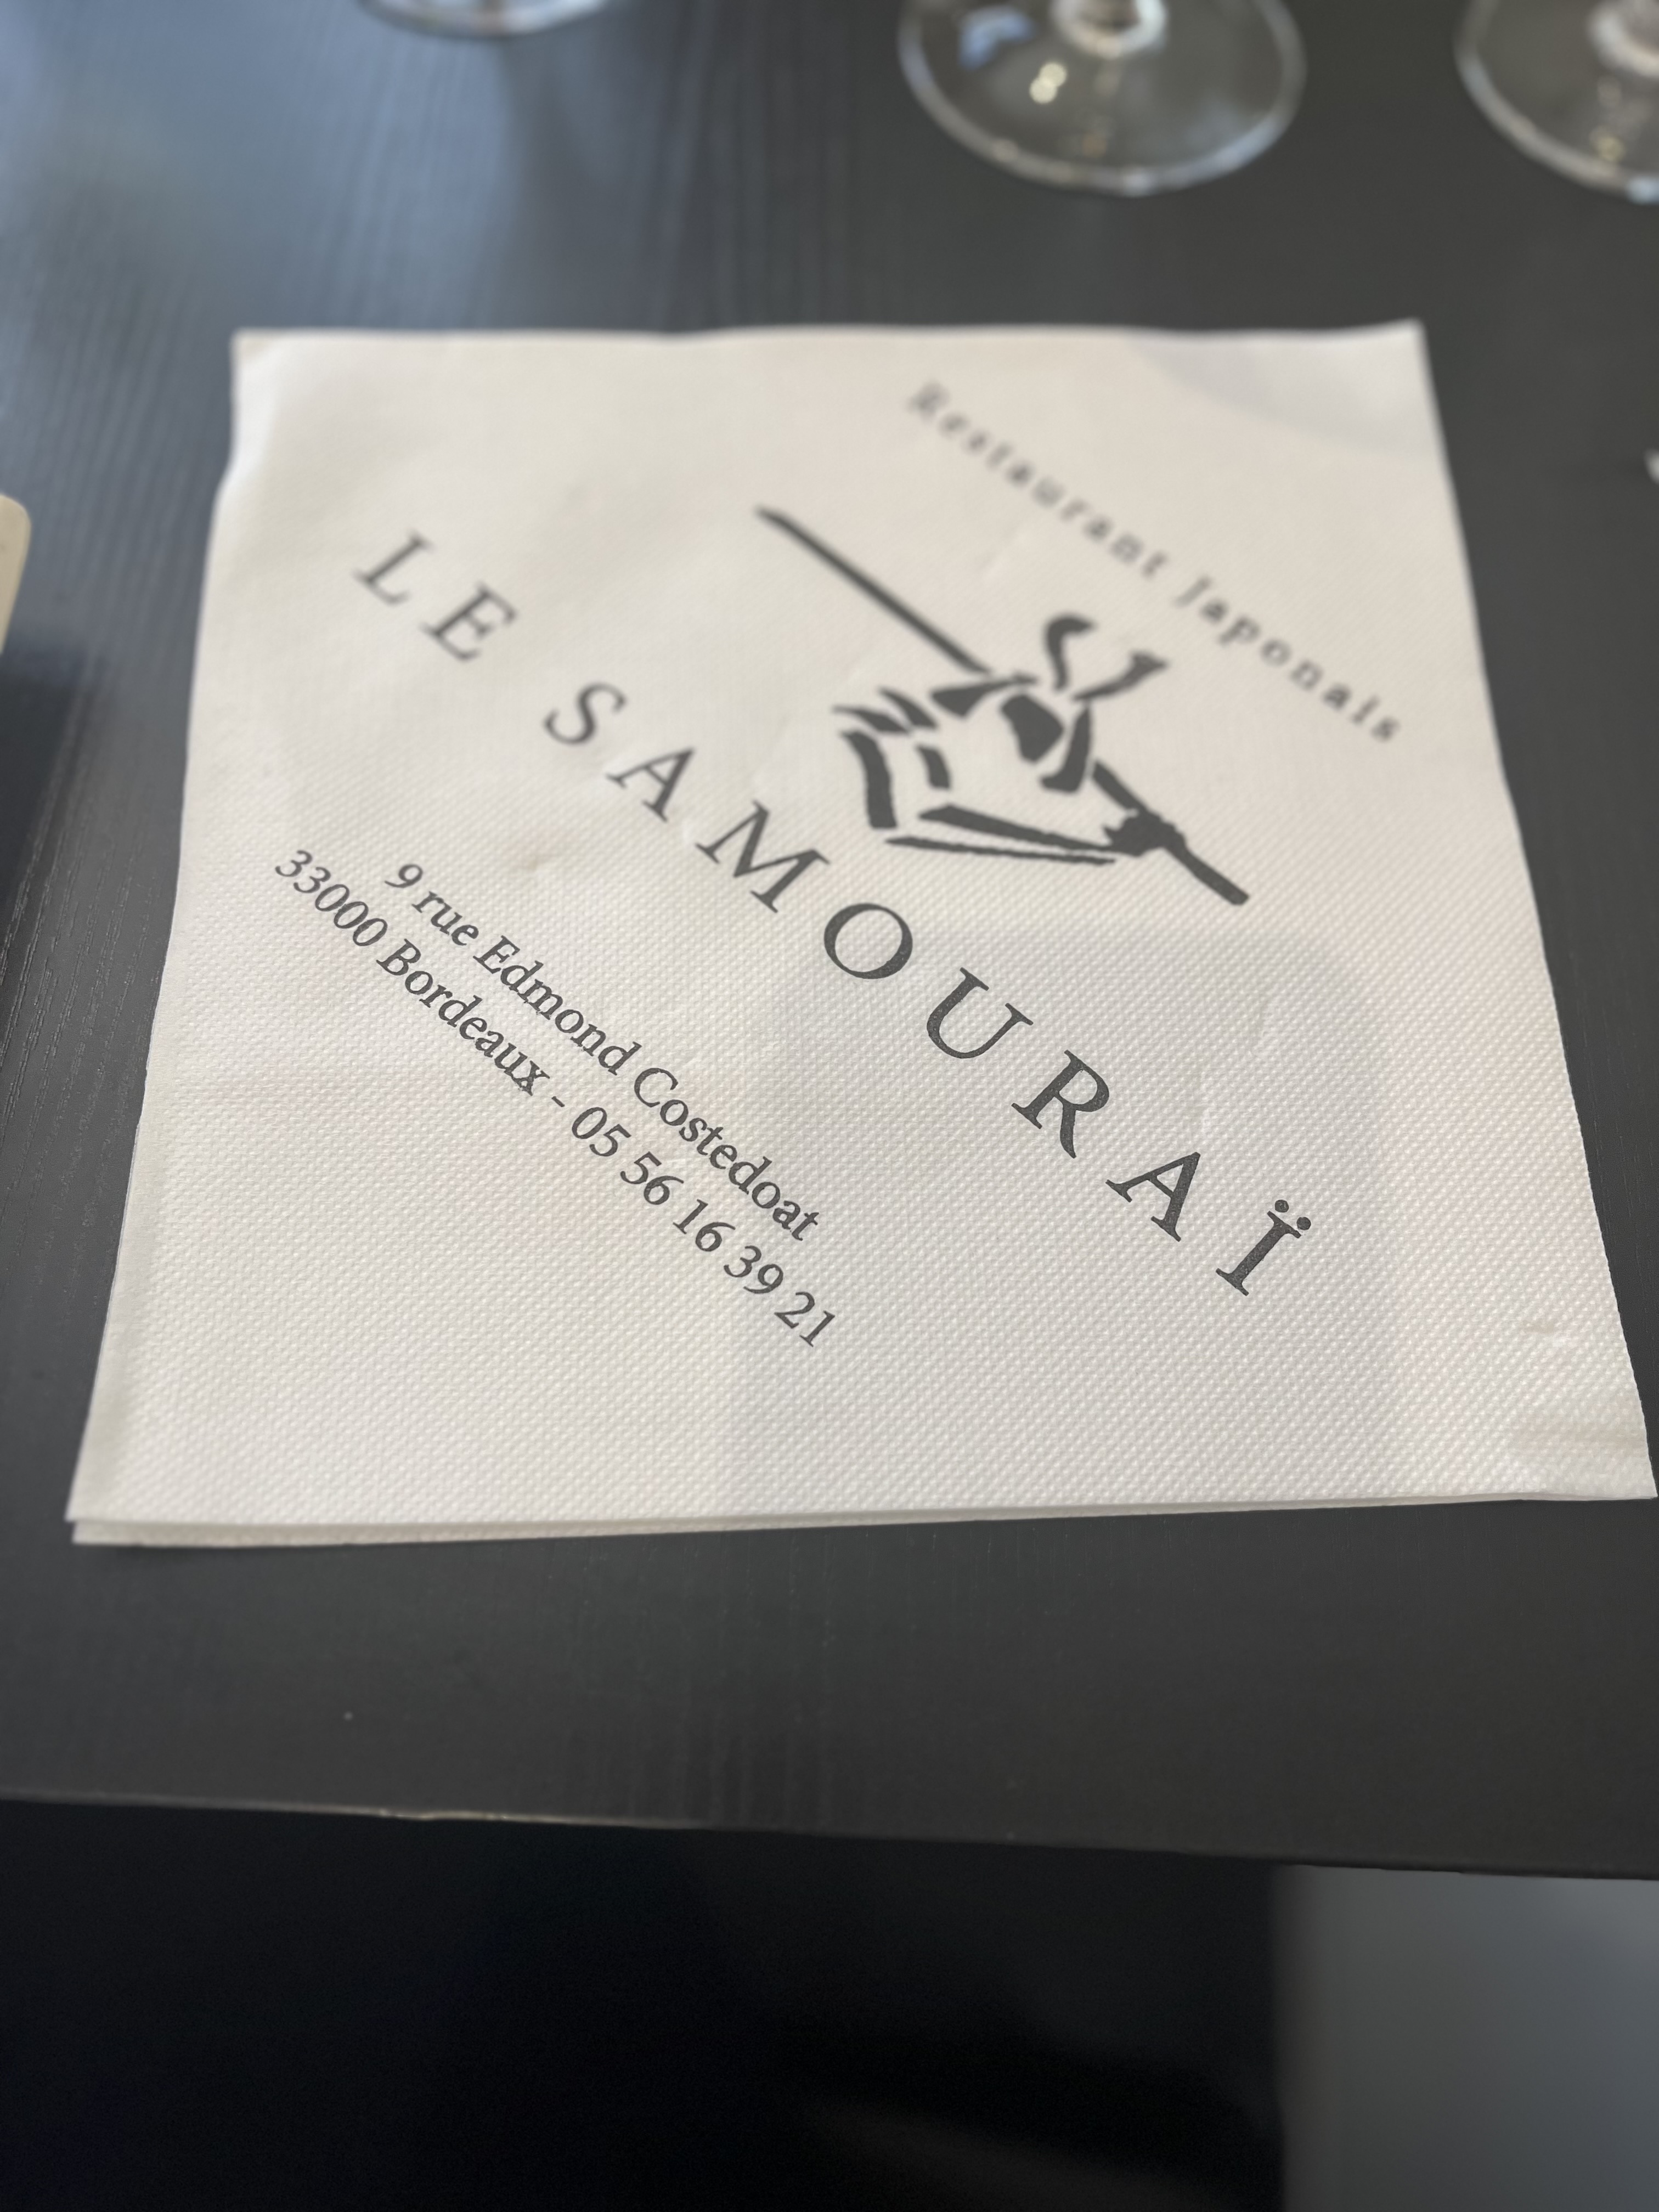 Restaurant Japonais
LE SAMOURAÏ
9 rue Edmond Costedoat
33000 Bordeaux - 05 56 16 39 21